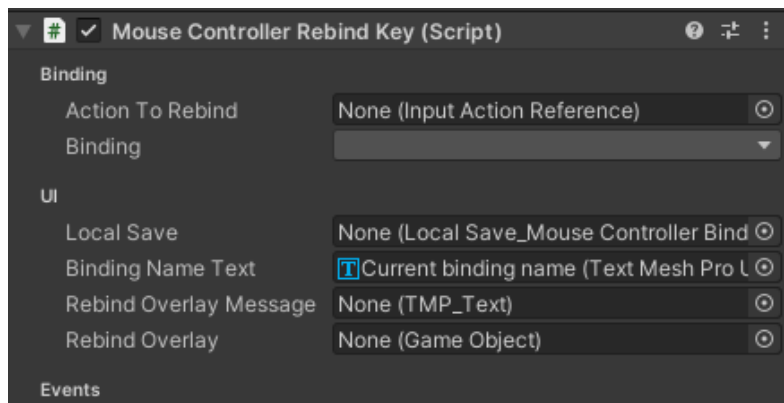 # Mouse Controller Rebind Key (Script)
Binding
Action To Rebind None (Input Action Reference)
Binding
UI
Local Save None (Local Save_Mouse Controller Bind
Binding Name Text T Current binding name (Text Mesh Pro U
Rebind Overlay Message None (TMP_Text)
Rebind Overlay None (Game Object)
Events